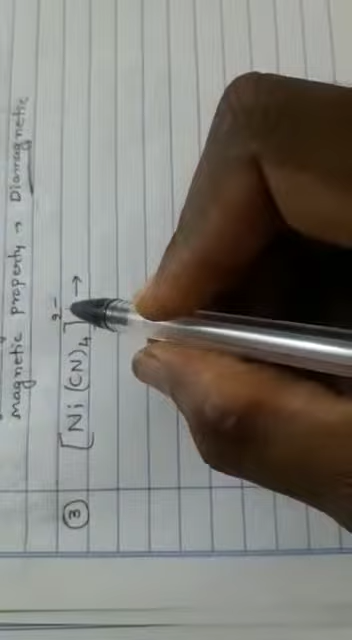 magnetic property → Diamagnetic
③ [Ni(CN)₄]²⁻ →